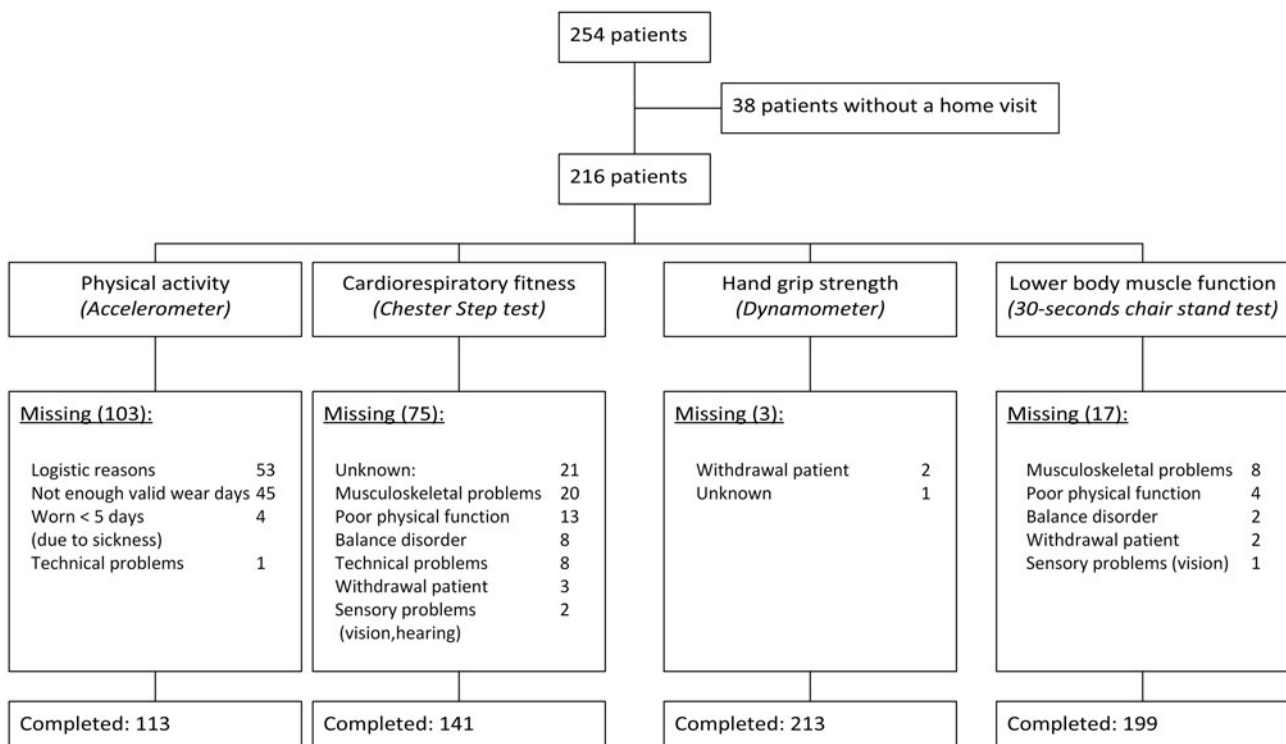 254 patients
38 patients without a home visit
216 patients
Physical activity
(Accelerometer)
Cardiorespiratory fitness
(Chester Step test)
Hand grip strength
(Dynamometer)
Lower body muscle function
(30-seconds chair stand test)
Missing (103):
Logistic reasons 53
Not enough valid wear days 45
Worn < 5 days 4
(due to sickness)
Technical problems 1
Missing (75):
Unknown: 21
Musculoskeletal problems 20
Poor physical function 13
Balance disorder 8
Technical problems 8
Withdrawal patient 3
Sensory problems 2
(vision,hearing)
Missing (3):
Withdrawal patient 2
Unknown 1
Missing (17):
Musculoskeletal problems 8
Poor physical function 4
Balance disorder 2
Withdrawal patient 2
Sensory problems (vision) 1
Completed: 113
Completed: 141
Completed: 213
Completed: 199